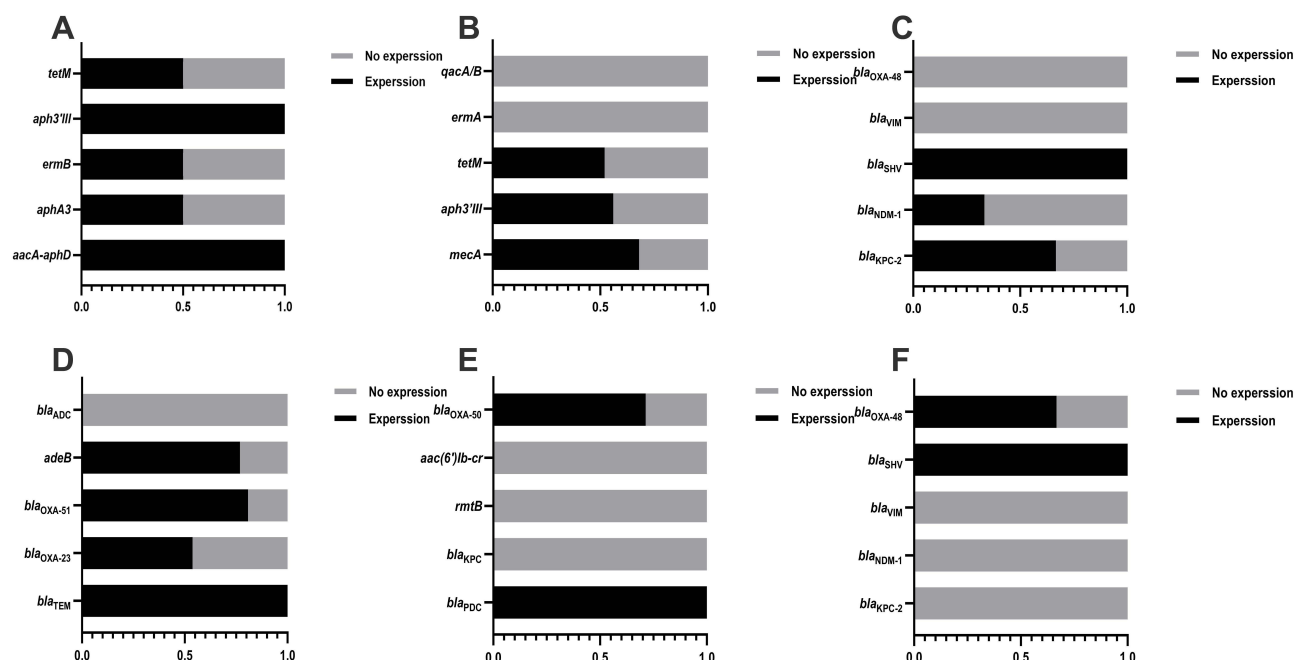 A
No experssion
Experssion
tetM
aph3'III
ermB
aphA3
aacA-aphD
0.0 0.5 1.0
B
No experssion
Experssion
qacA/B
ermA
tetM
aph3'III
mecA
0.0 0.5 1.0
C
No experssion
Experssion
blaOXA-48
blaVIM
blaSHV
blaNDM-1
blaKPC-2
0.0 0.5 1.0
D
No expression
Experssion
blaADC
adeB
blaOXA-51
blaOXA-23
blaTEM
0.0 0.5 1.0
E
No experssion
Experssion
blaOXA-50
aac(6')Ib-cr
rmtB
blaKPC
blaPDC
0.0 0.5 1.0
F
No experssion
Experssion
blaOXA-48
blaSHV
blaVIM
blaNDM-1
blaKPC-2
0.0 0.5 1.0